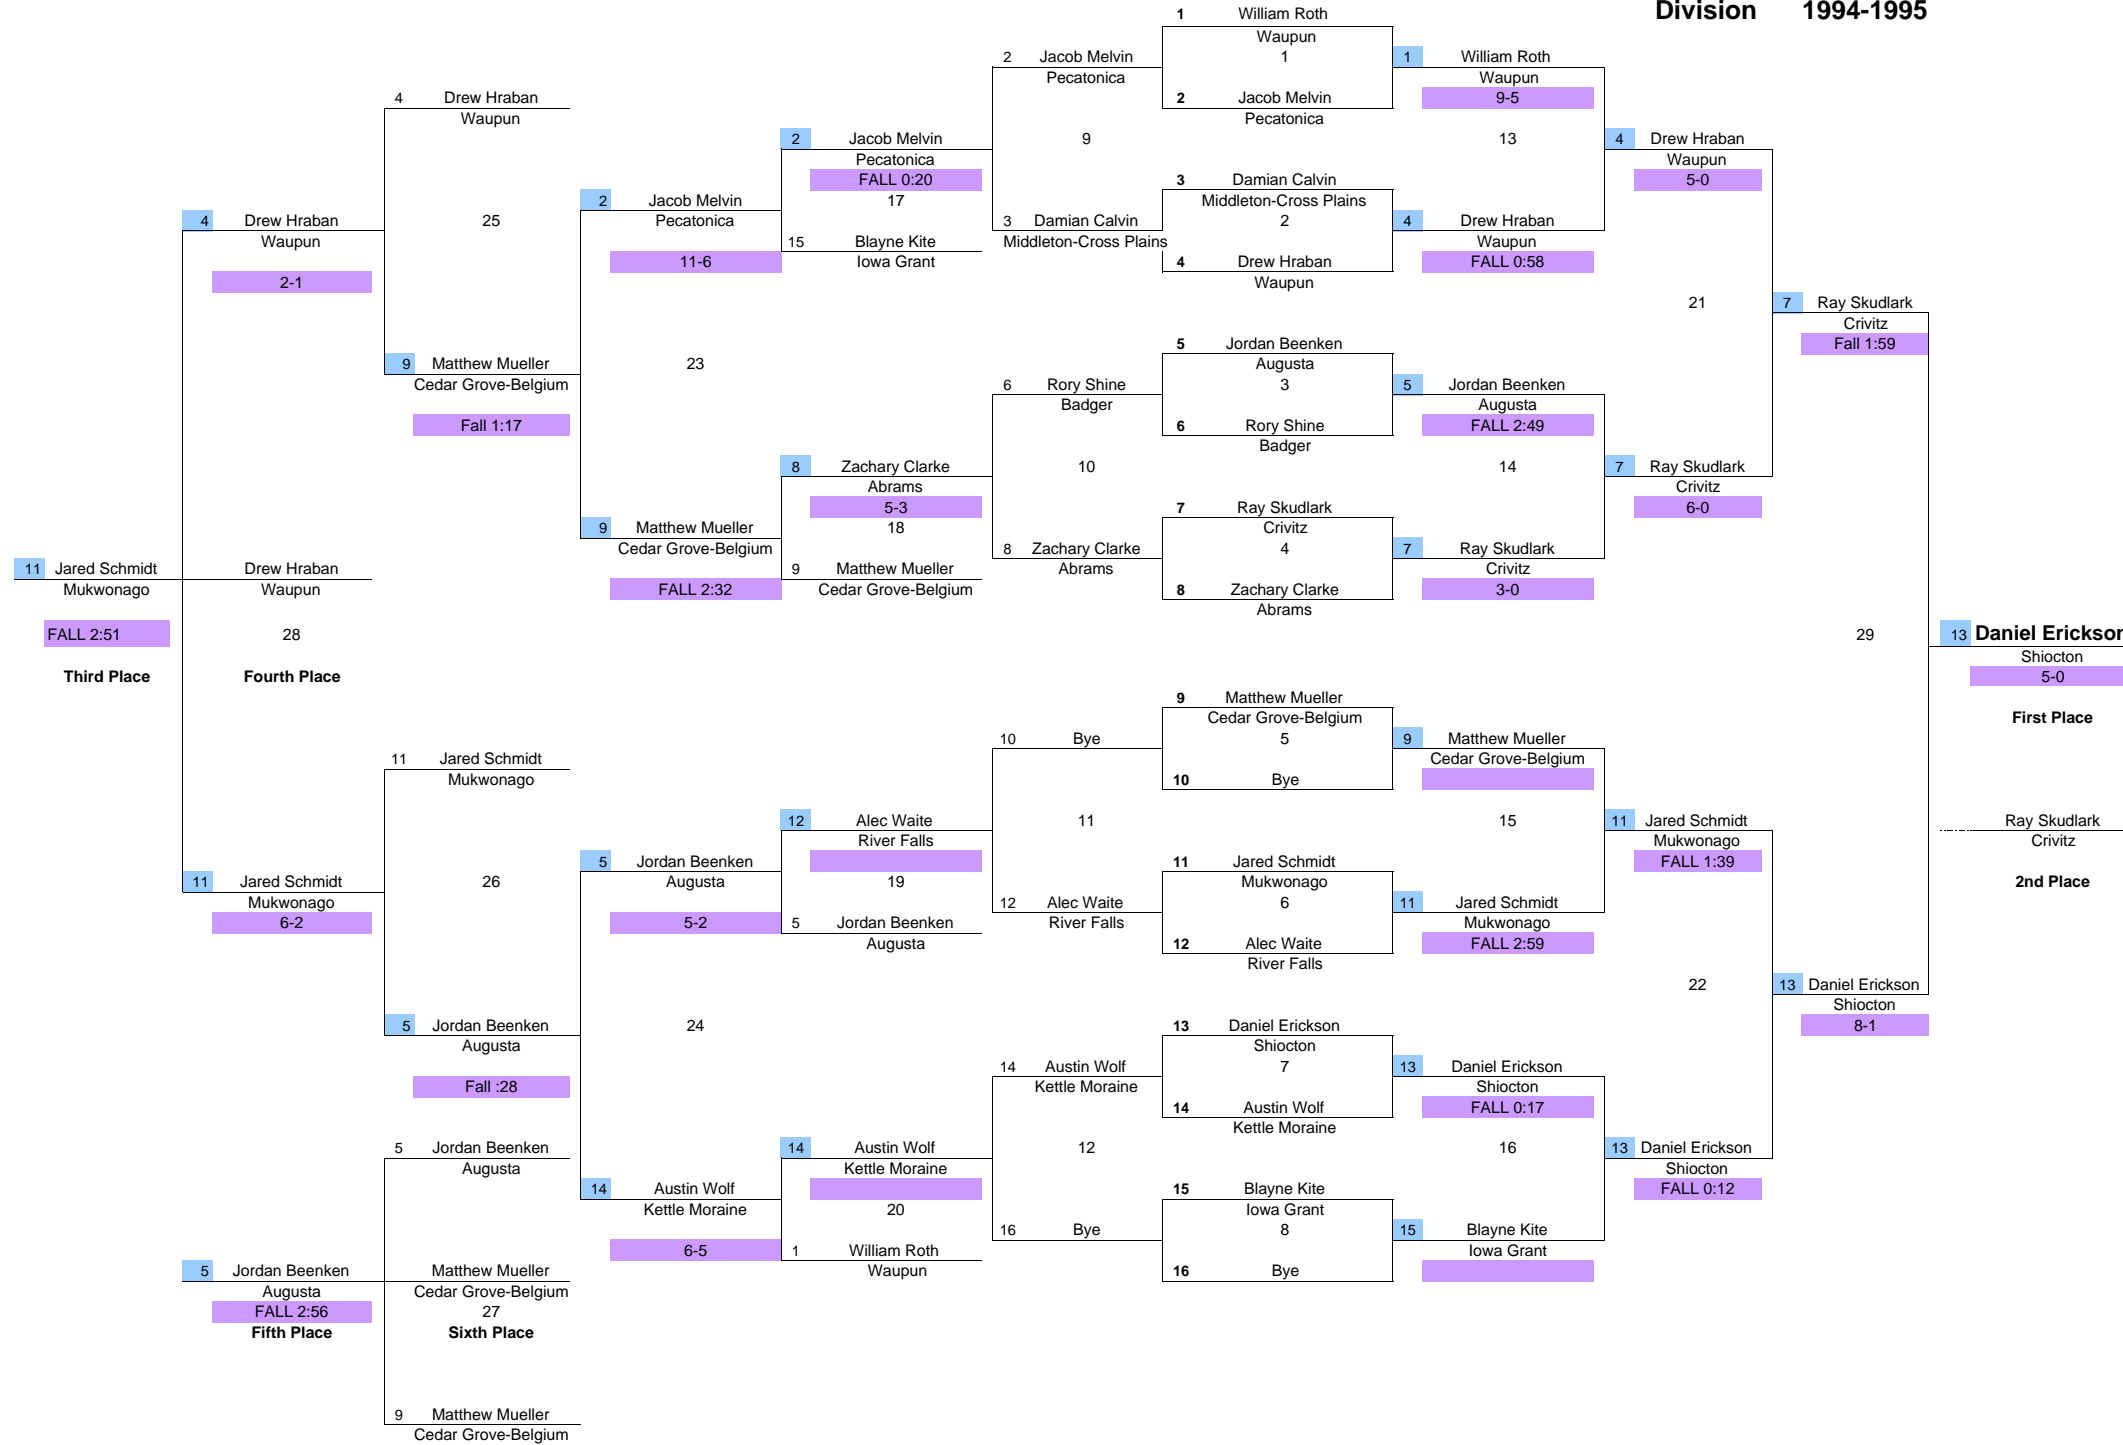 Division 1994-1995
1 William Roth
Waupun
2 Jacob Melvin 1 1 William Roth
Pecatonica Waupun
4 Drew Hraban 2 Jacob Melvin 9-5
Waupun Pecatonica
2 Jacob Melvin 9 13 4 Drew Hraban
Pecatonica Waupun
FALL 0:20 3 Damian Calvin 5-0
2 Jacob Melvin 17 Middleton-Cross Plains
4 Drew Hraban 25 Pecatonica 3 Damian Calvin 2 4 Drew Hraban
Waupun 15 Blayne Kite Middleton-Cross Plains Waupun
11-6 Iowa Grant 4 Drew Hraban FALL 0:58
2-1 Waupun
21 7 Ray Skudlark
Crivitz
5 Jordan Beenken Fall 1:59
9 Matthew Mueller 23 Augusta
Cedar Grove-Belgium 6 Rory Shine 3 5 Jordan Beenken
Badger Augusta
Fall 1:17 6 Rory Shine FALL 2:49
Badger
8 Zachary Clarke 10 14 7 Ray Skudlark
Abrams Crivitz
5-3 7 Ray Skudlark 6-0
9 Matthew Mueller 18 Crivitz
Cedar Grove-Belgium 8 Zachary Clarke 4 7 Ray Skudlark
11 Jared Schmidt Drew Hraban 9 Matthew Mueller Abrams Crivitz
Mukwonago Waupun FALL 2:32 Cedar Grove-Belgium 8 Zachary Clarke 3-0
Abrams
FALL 2:51 28 29 13 Daniel Erickson
Shiocton
Third Place Fourth Place 5-0
9 Matthew Mueller
Cedar Grove-Belgium First Place
10 Bye 5 9 Matthew Mueller
11 Jared Schmidt Cedar Grove-Belgium
Mukwonago 10 Bye
12 Alec Waite 11 15 11 Jared Schmidt Ray Skudlark
River Falls Mukwonago Crivitz
5 Jordan Beenken 11 Jared Schmidt FALL 1:39
11 Jared Schmidt 26 Augusta 19 Mukwonago 2nd Place
Mukwonago 12 Alec Waite 6 11 Jared Schmidt
6-2 5-2 5 Jordan Beenken River Falls Mukwonago
Augusta 12 Alec Waite FALL 2:59
River Falls
22 13 Daniel Erickson
Shiocton
5 Jordan Beenken 24 13 Daniel Erickson 8-1
Augusta Shiocton
14 Austin Wolf 7 13 Daniel Erickson
Fall :28 Kettle Moraine Shiocton
14 Austin Wolf FALL 0:17
Kettle Moraine
5 Jordan Beenken 14 Austin Wolf 12 16 13 Daniel Erickson
Augusta Kettle Moraine Shiocton
14 Austin Wolf 15 Blayne Kite FALL 0:12
Kettle Moraine 20 Iowa Grant
16 Bye 8 15 Blayne Kite
6-5 1 William Roth Iowa Grant
5 Jordan Beenken Matthew Mueller Waupun 16 Bye
Augusta Cedar Grove-Belgium
FALL 2:56 27
Fifth Place Sixth Place
9 Matthew Mueller
Cedar Grove-Belgium